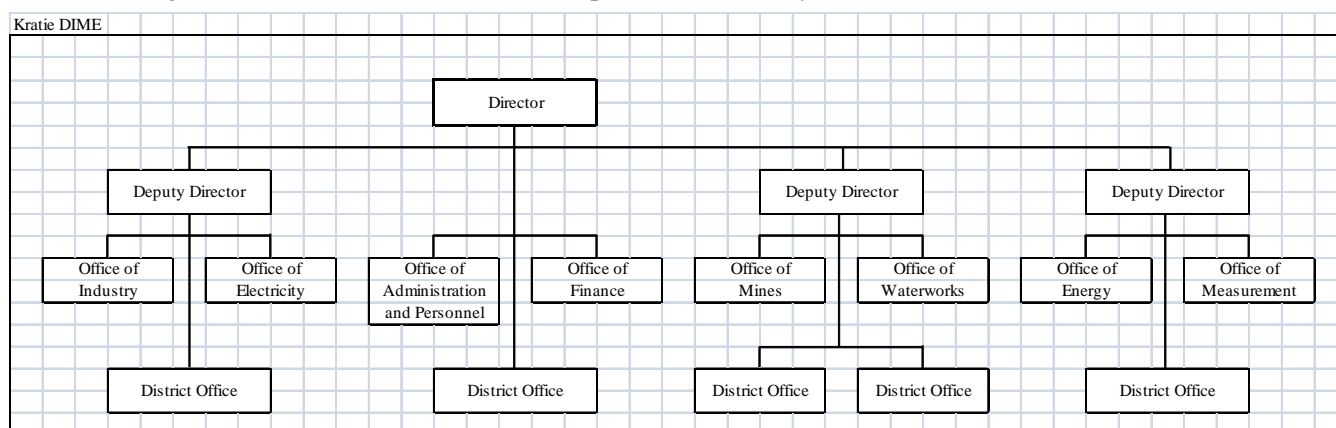 Kratie DIME
Director
Deputy Director
Deputy Director
Deputy Director
Office of
Industry
Office of
Electricity
Office of
Administration
and Personnel
Office of
Finance
Office of
Mines
Office of
Waterworks
Office of
Energy
Office of
Measurement
District Office
District Office
District Office
District Office
District Office